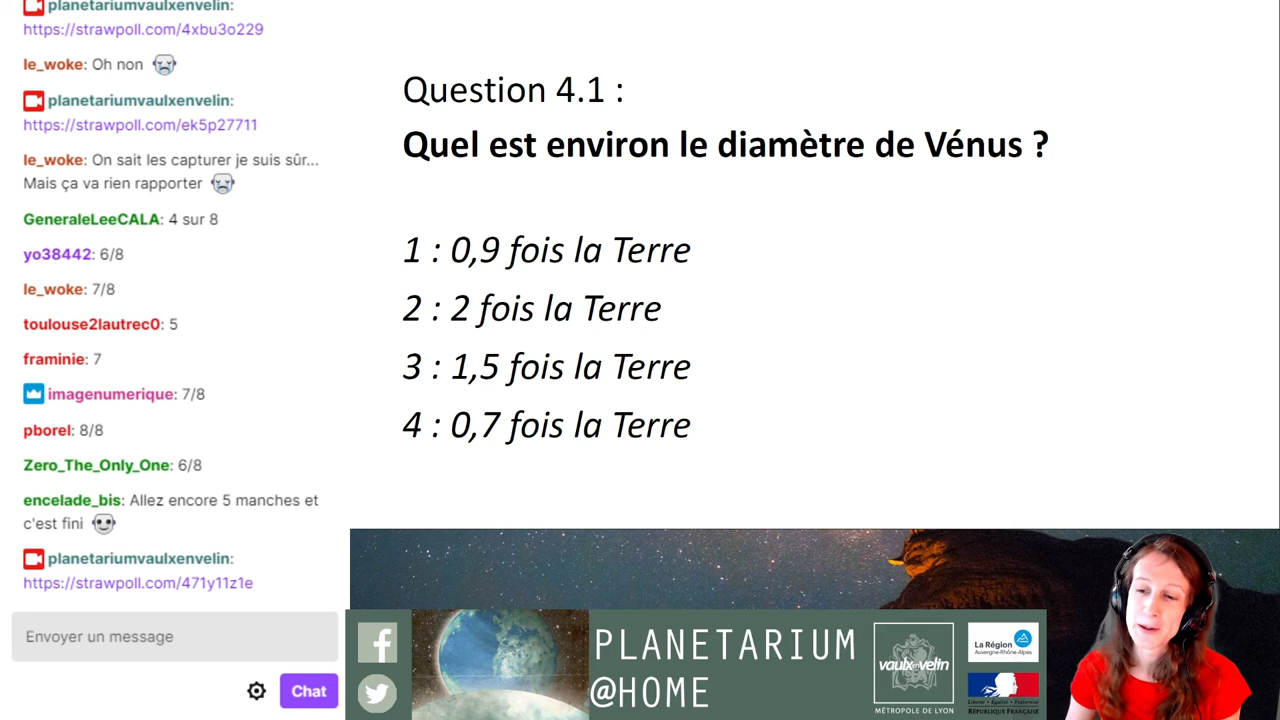 planetariumvaulxenvelin:
https://strawpoll.com/4xbu3o229
le_woke: Oh non
planetariumvaulxenvelin:
https://strawpoll.com/ek5p27711
le_woke: On sait les capturer je suis sûr...
Mais ça va rien rapporter
GeneraleLeeCALA: 4 sur 8
yo38442: 6/8
le_woke: 7/8
toulouse2lautrec0: 5
framinie: 7
imagenumerique: 7/8
pborel: 8/8
Zero_The_Only_One: 6/8
encelade_bis: Allez encore 5 manches et
c'est fini
planetariumvaulxenvelin:
https://strawpoll.com/471y11z1e
Envoyer un message
Chat
Question 4.1 :
Quel est environ le diamètre de Vénus ?
1 : 0,9 fois la Terre
2 : 2 fois la Terre
3 : 1,5 fois la Terre
4 : 0,7 fois la Terre
PLANETARIUM
@HOME
vaulx en velin
MÉTROPOLE DE LYON
La Région
Auvergne-Rhône-Alpes
Liberté • Égalité • Fraternité
RÉPUBLIQUE FRANÇAISE